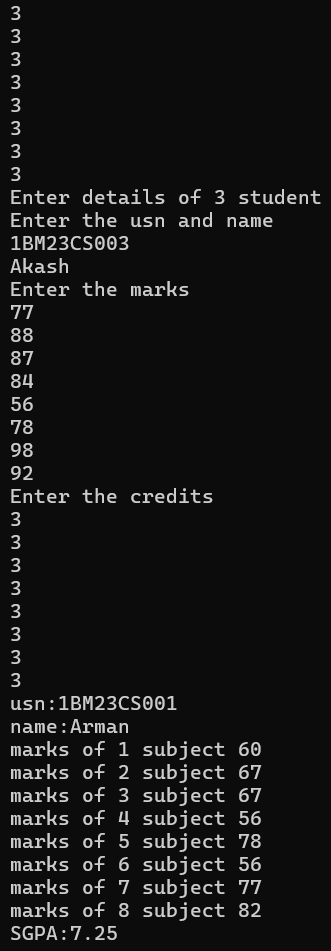 3
3
3
3
3
3
3
3
Enter details of 3 student
Enter the usn and name
1BM23CS003
Akash
Enter the marks
77
88
87
84
56
78
98
92
Enter the credits
3
3
3
3
3
3
3
3
usn:1BM23CS001
name:Arman
marks of 1 subject 60
marks of 2 subject 67
marks of 3 subject 67
marks of 4 subject 56
marks of 5 subject 78
marks of 6 subject 56
marks of 7 subject 77
marks of 8 subject 82
SGPA:7.25